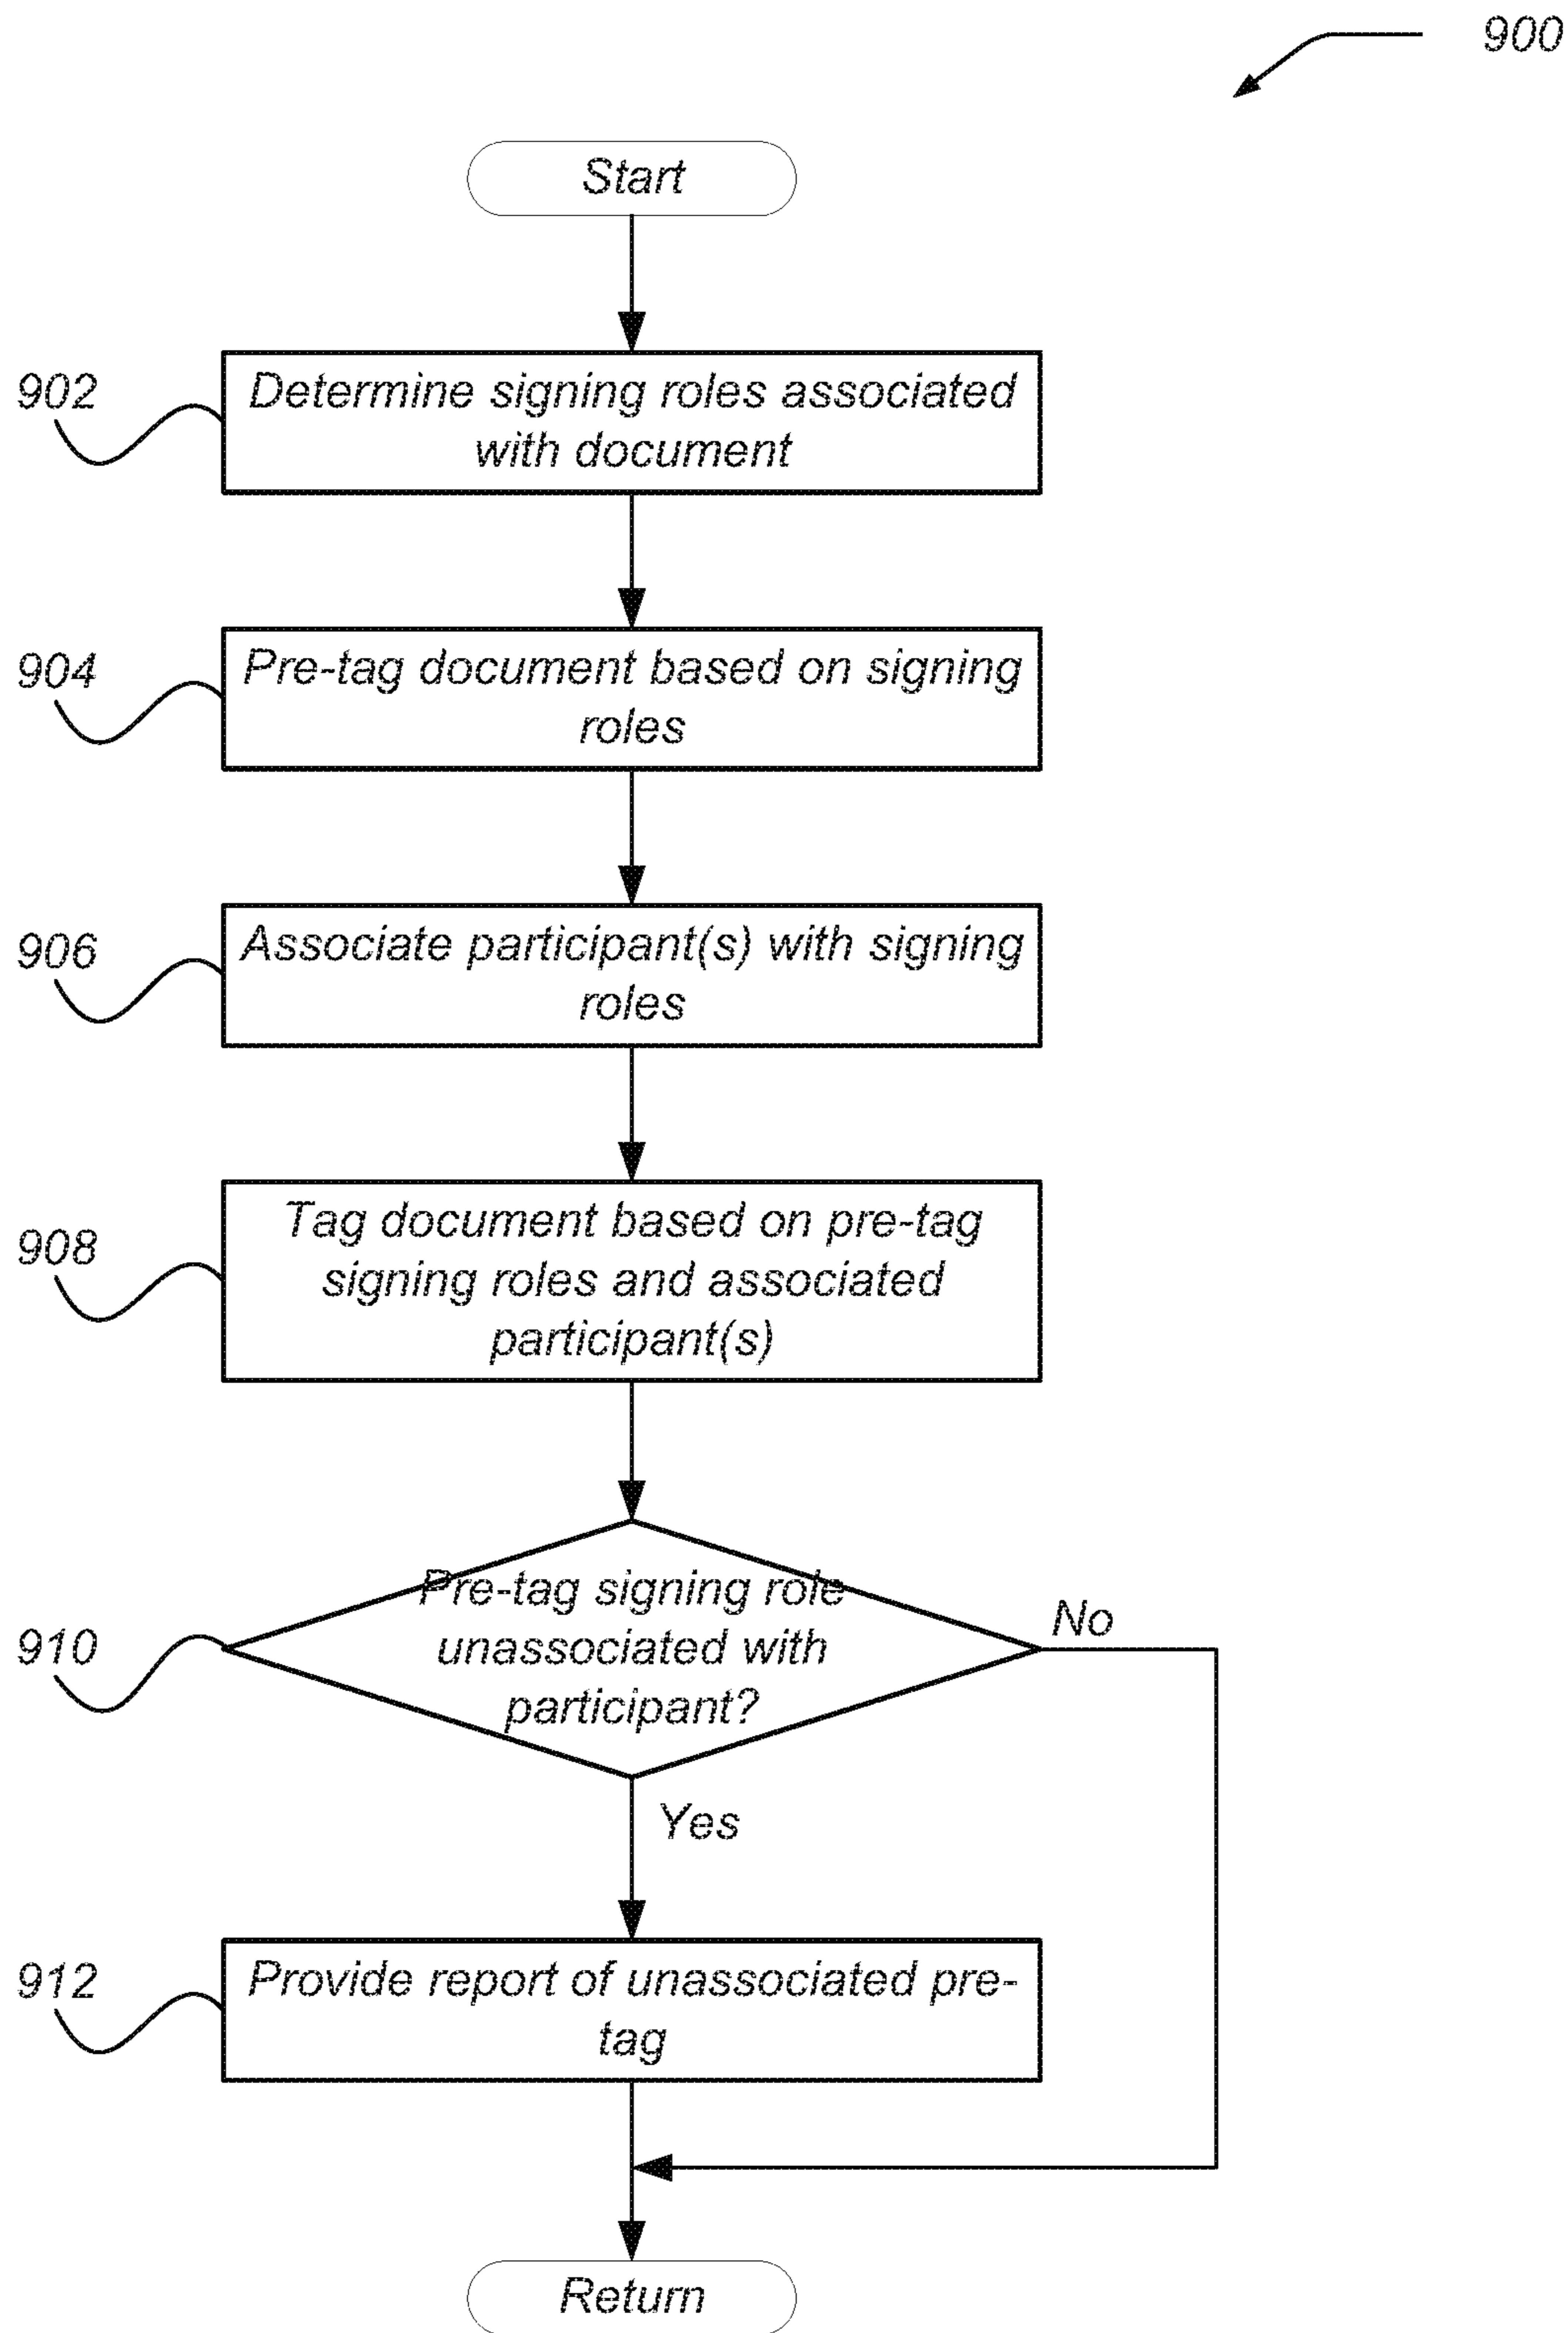 900
Start
902
Determine signing roles associated
with document
904
Pre-tag document based on signing
roles
906
Associate participant(s) with signing
roles
908
Tag document based on pre-tag
signing roles and associated
participant(s)
910
Pre-tag signing role
unassociated with
participant?
No
Yes
912
Provide report of unassociated pre-
tag
Return